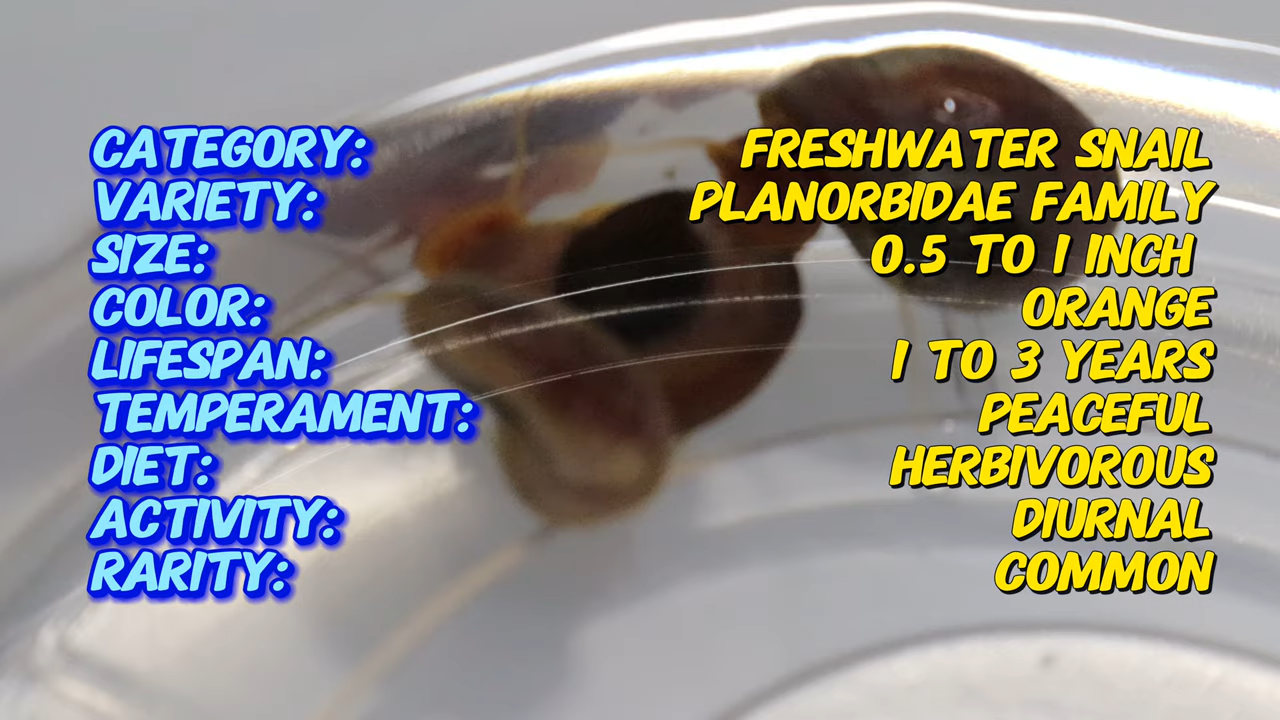 CATEGORY: FRESHWATER SNAIL
VARIETY: PLANORBIDAE FAMILY
SIZE: 0.5 TO 1 INCH
COLOR: ORANGE
LIFESPAN: 1 TO 3 YEARS
TEMPERAMENT: PEACEFUL
DIET: HERBIVOROUS
ACTIVITY: DIURNAL
RARITY: COMMON